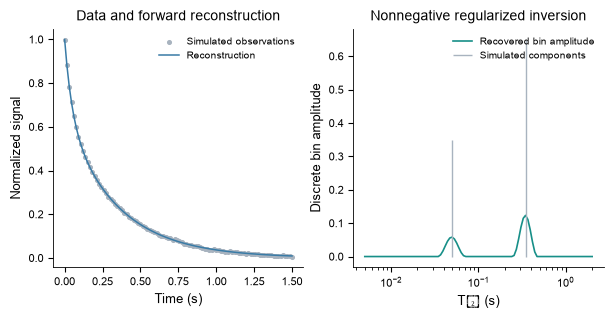 Data and forward reconstruction
Simulated observations
Reconstruction
Normalized signal
1.0
0.8
0.6
0.4
0.2
0.0
0.00
0.25
0.50
0.75
1.00
1.25
1.50
Time (s)
Nonnegative regularized inversion
Recovered bin amplitude
Simulated components
Discrete bin amplitude
0.6
0.5
0.4
0.3
0.2
0.1
0.0
10⁻²
10⁻¹
10⁰
T₂ (s)